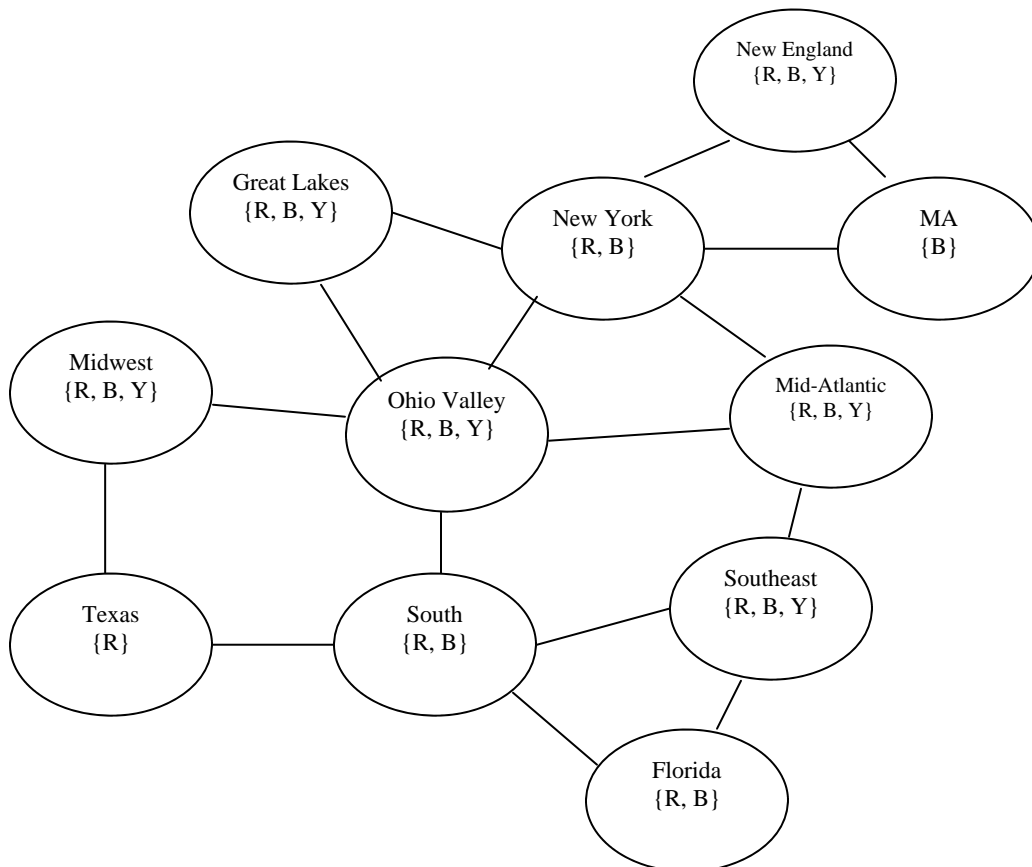 New England
{R, B, Y}
Great Lakes
{R, B, Y}
New York
{R, B}
MA
{B}
Midwest
{R, B, Y}
Ohio Valley
{R, B, Y}
Mid-Atlantic
{R, B, Y}
Texas
{R}
South
{R, B}
Southeast
{R, B, Y}
Florida
{R, B}